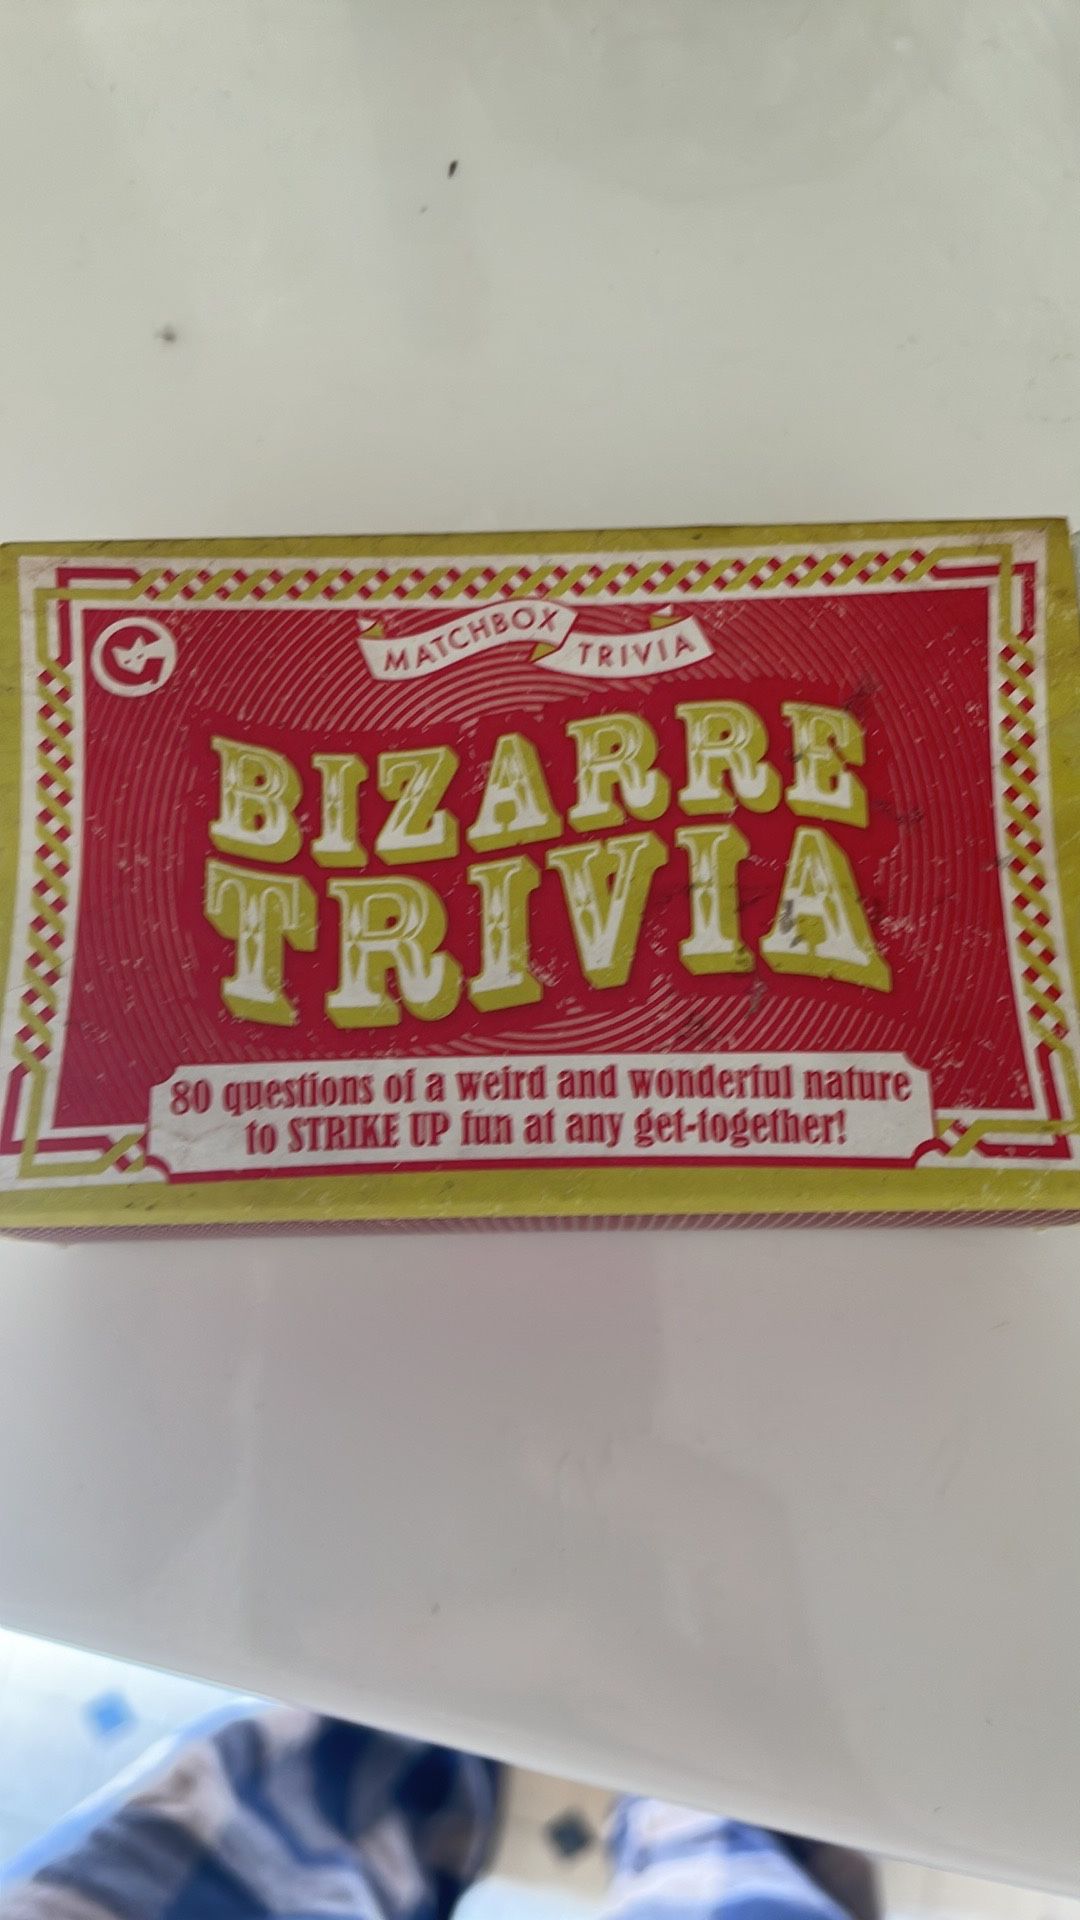 MATCHBOX TRIVIA
BIZARRE
TRIVIA
80 questions of a weird and wonderful nature
to STRIKE UP fun at any get-together!